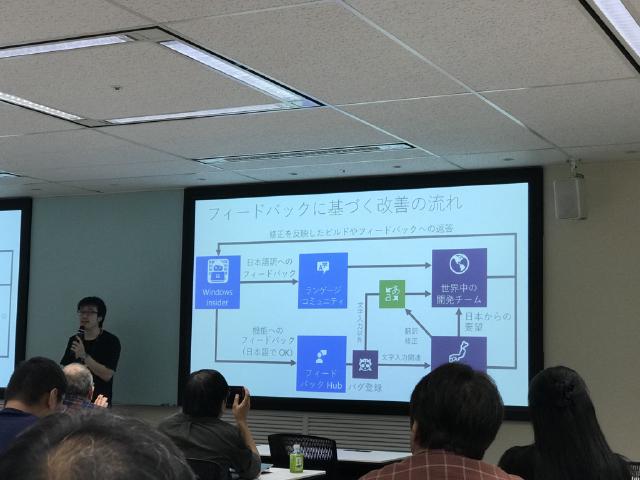 フィードバックに基づく改善の流れ
修正を反映したビルドやフィードバックへの返答
日本語訳への
フィードバック
Windows
Insider
ランゲージ
コミュニティ
世界中の
開発チーム
文字入力以外
翻訳
修正
日本からの
要望
機能への
フィードバック
(日本語で OK)
フィード
バック Hub
バグ登録
文字入力関連